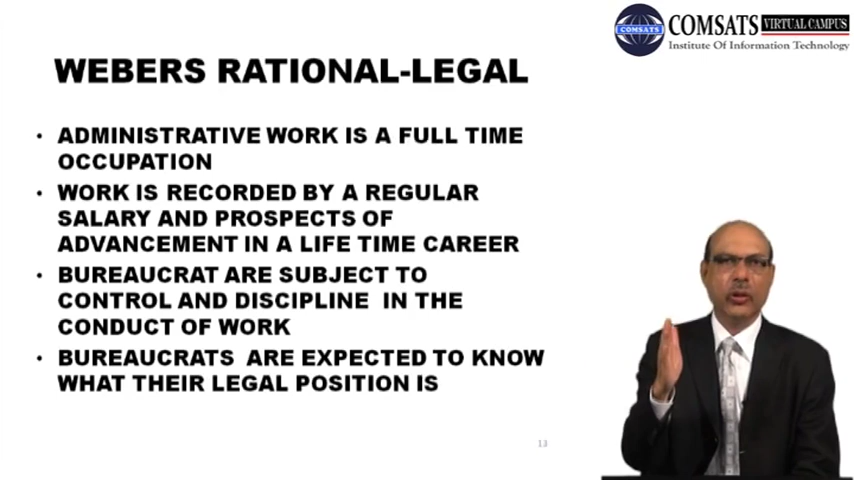 COMSATS VIRTUAL CAMPUS
COMSATS
Institute Of Information Technology
WEBERS RATIONAL-LEGAL
• ADMINISTRATIVE WORK IS A FULL TIME
OCCUPATION
• WORK IS RECORDED BY A REGULAR
SALARY AND PROSPECTS OF
ADVANCEMENT IN A LIFE TIME CAREER
• BUREAUCRAT ARE SUBJECT TO
CONTROL AND DISCIPLINE IN THE
CONDUCT OF WORK
• BUREAUCRATS ARE EXPECTED TO KNOW
WHAT THEIR LEGAL POSITION IS
13